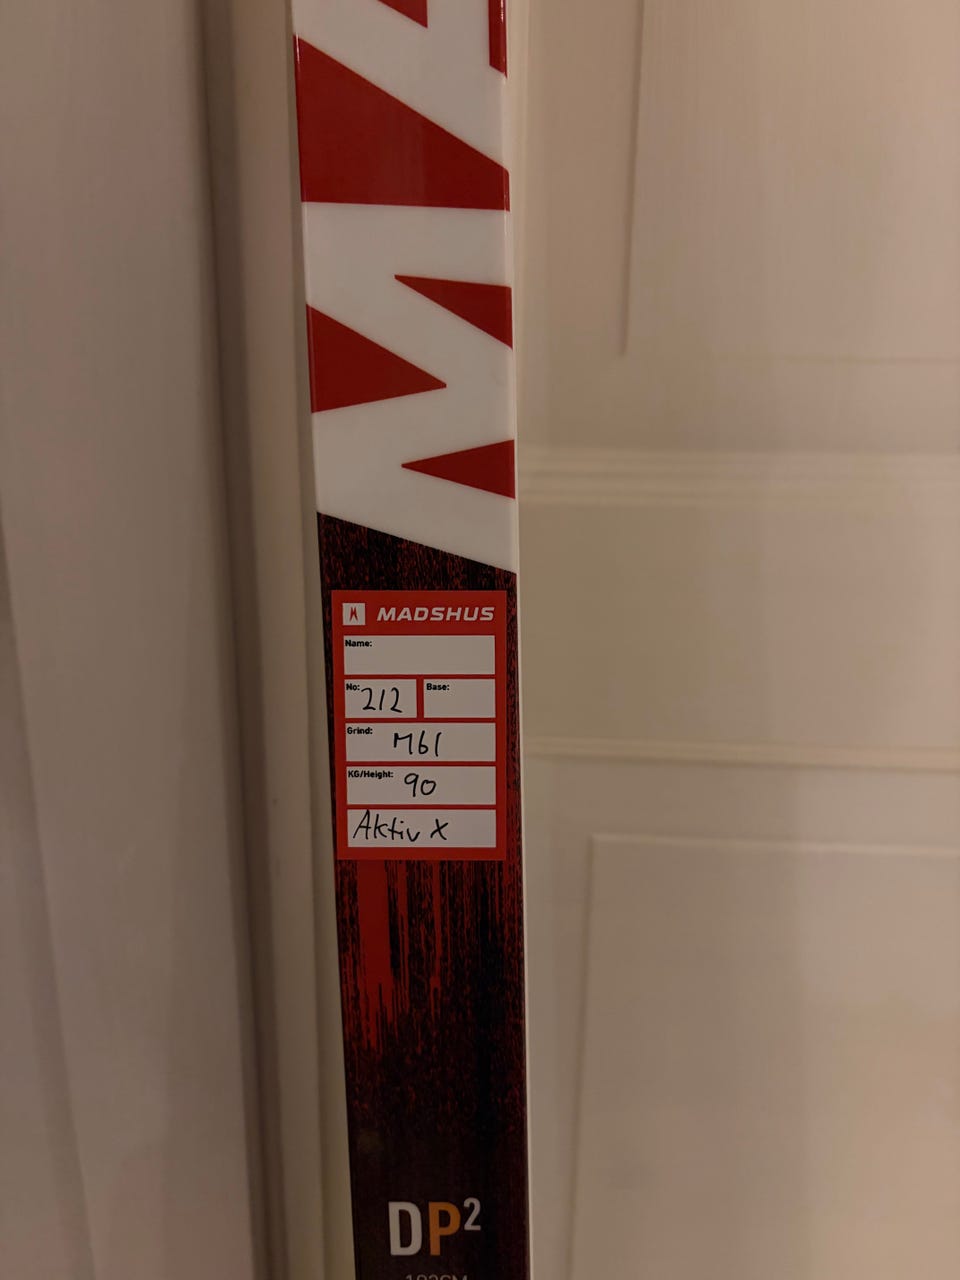 MADSHUS
Name:
No: 212 Base:
Grind: M61
KG/Height: 90
Aktiv X
DP²